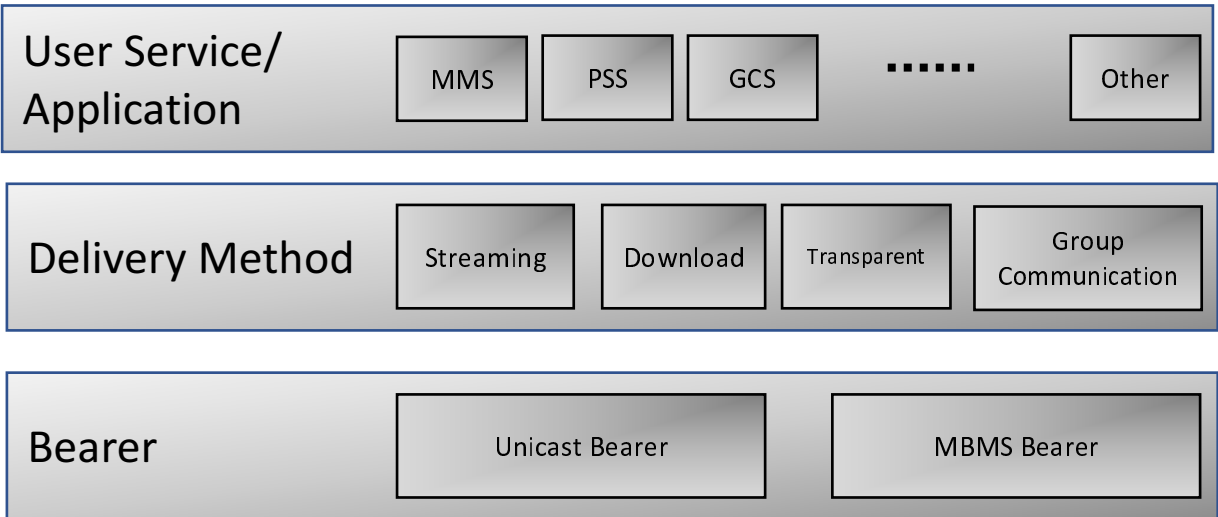 User Service/
Application
MMS
PSS
GCS
......
Other
Delivery Method
Streaming
Download
Transparent
Group
Communication
Bearer
Unicast Bearer
MBMS Bearer